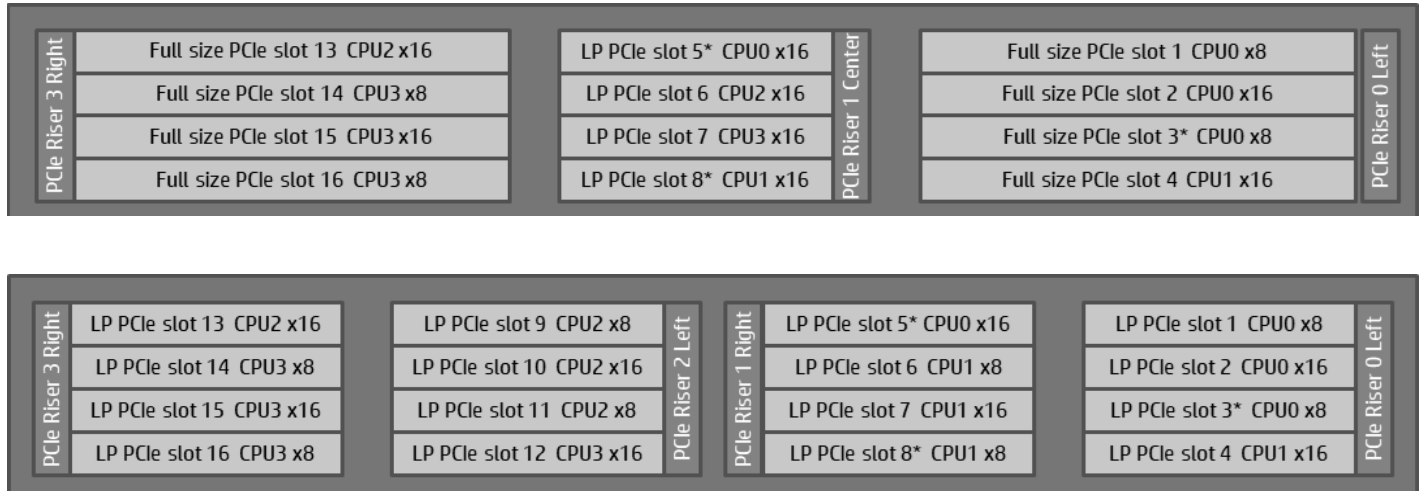 PCIe Riser 3 Right
Full size PCIe slot 13 CPU2 x16
Full size PCIe slot 14 CPU3 x8
Full size PCIe slot 15 CPU3 x16
Full size PCIe slot 16 CPU3 x8
LP PCIe slot 5* CPU0 x16
LP PCIe slot 6 CPU2 x16
LP PCIe slot 7 CPU3 x16
LP PCIe slot 8* CPU1 x16
PCIe Riser 1 Center
Full size PCIe slot 1 CPU0 x8
Full size PCIe slot 2 CPU0 x16
Full size PCIe slot 3* CPU0 x8
Full size PCIe slot 4 CPU1 x16
PCIe Riser 0 Left
PCIe Riser 3 Right
LP PCIe slot 13 CPU2 x16
LP PCIe slot 14 CPU3 x8
LP PCIe slot 15 CPU3 x16
LP PCIe slot 16 CPU3 x8
LP PCIe slot 9 CPU2 x8
LP PCIe slot 10 CPU2 x16
LP PCIe slot 11 CPU2 x8
LP PCIe slot 12 CPU3 x16
PCIe Riser 2 Left
PCIe Riser 1 Right
LP PCIe slot 5* CPU0 x16
LP PCIe slot 6 CPU1 x8
LP PCIe slot 7 CPU1 x16
LP PCIe slot 8* CPU1 x8
LP PCIe slot 1 CPU0 x8
LP PCIe slot 2 CPU0 x16
LP PCIe slot 3* CPU0 x8
LP PCIe slot 4 CPU1 x16
PCIe Riser 0 Left